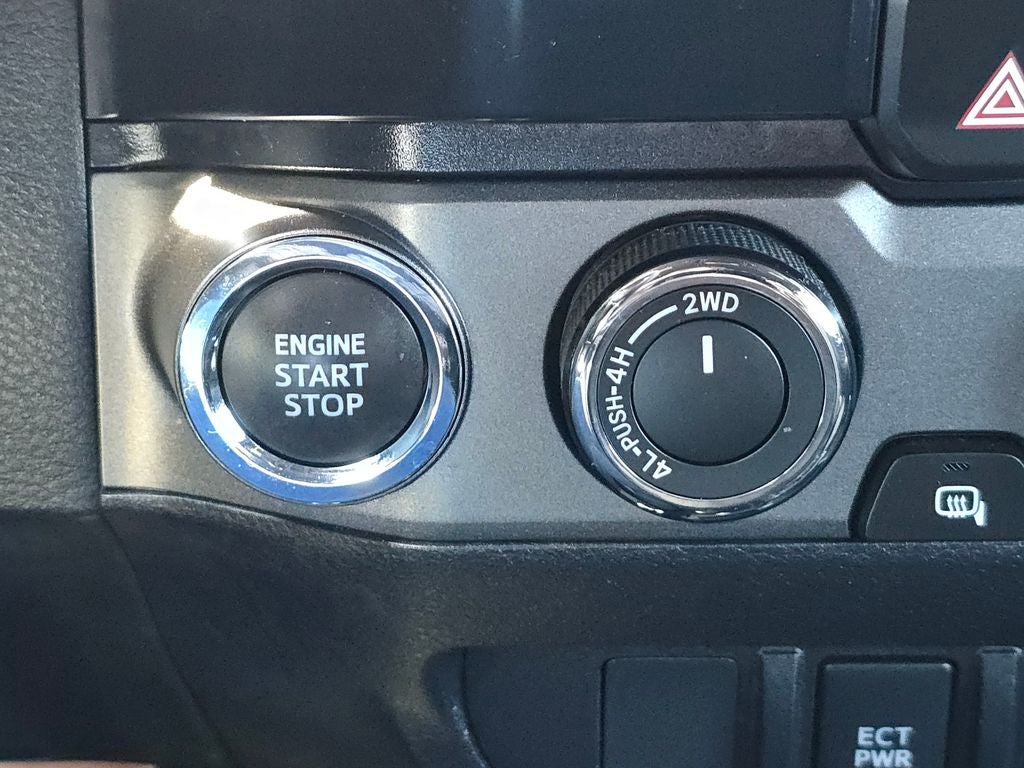 ENGINE
START
STOP
2WD
4L-PUSH-4H
ECT
PWR